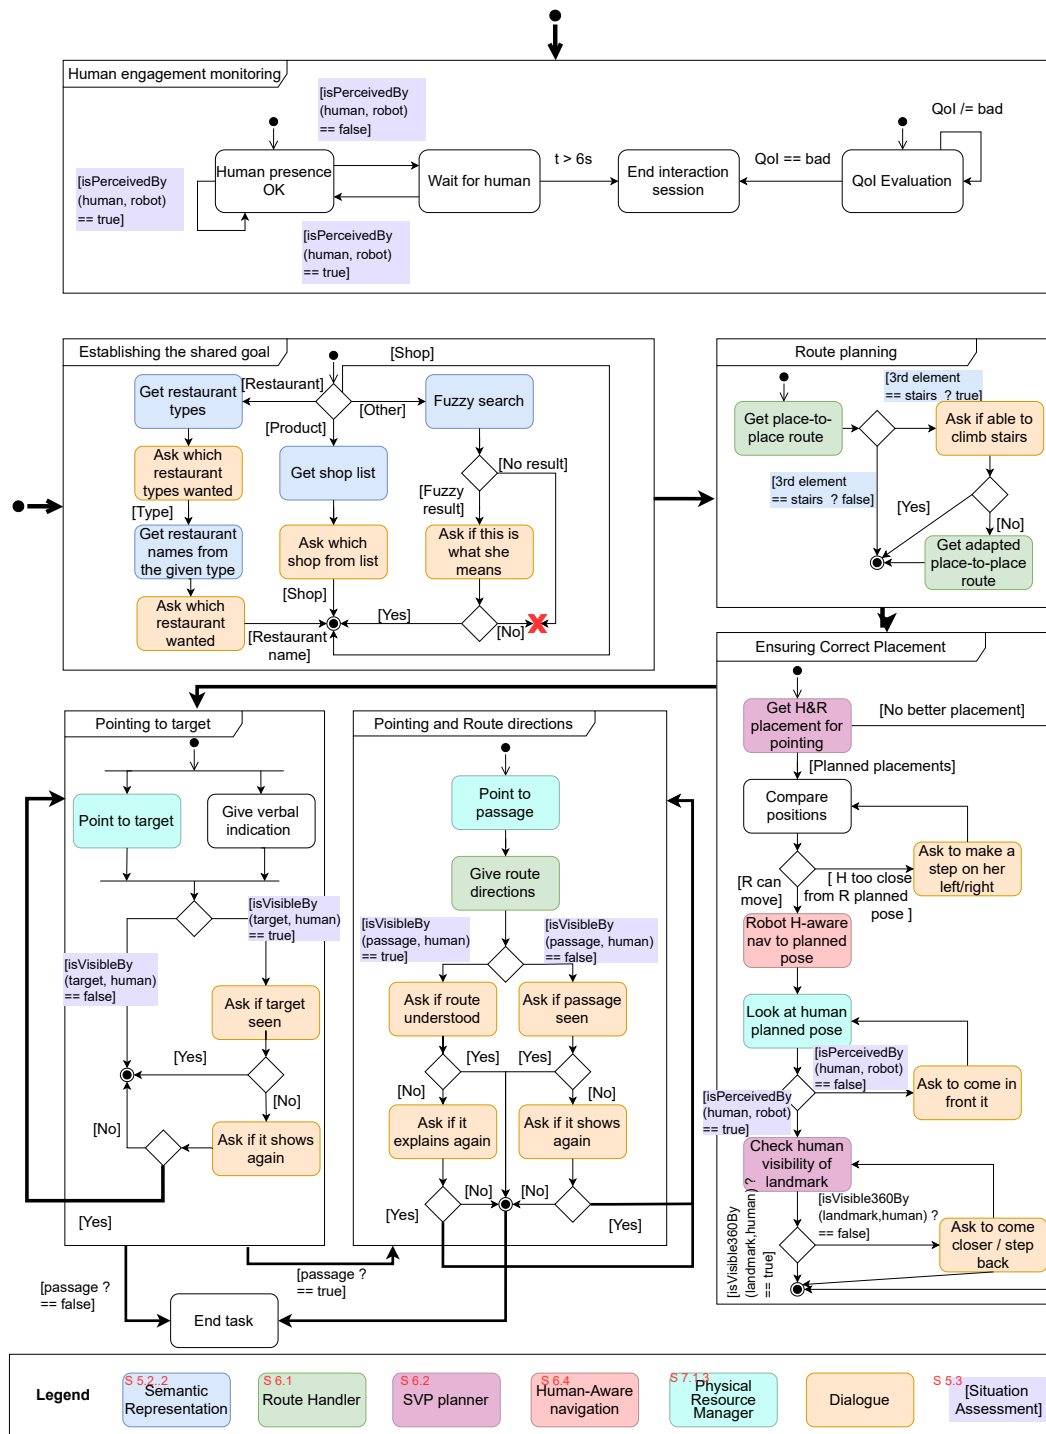 Human engagement monitoring
[isPerceivedBy
(human, robot)
== false]
QoI /= bad
Human presence
OK
Wait for human
t > 6s
End interaction
session
QoI == bad
QoI Evaluation
[isPerceivedBy
(human, robot)
== true]
[isPerceivedBy
(human, robot)
== true]
Establishing the shared goal
[Shop]
[Restaurant]
Get restaurant
types
[Other]
Fuzzy search
[Product]
Ask which
restaurant
types wanted
Get shop list
[No result]
[Fuzzy
result]
[Type]
Get restaurant
names from
the given type
Ask which
shop from list
Ask if this is
what she
means
[Shop]
Ask which
restaurant
wanted
[Yes]
[No]
[Restaurant
name]
Route planning
[3rd element
== stairs ? true]
Get place-to-
place route
Ask if able to
climb stairs
[3rd element
== stairs ? false]
[Yes]
[No]
Get adapted
place-to-place
route
Ensuring Correct Placement
Get H&R
placement for
pointing
[No better placement]
[Planned placements]
Compare
positions
Ask to make a
step on her
left/right
[R can
move]
[ H too close
from R planned
pose ]
Robot H-aware
nav to planned
pose
Look at human
planned pose
[isPerceivedBy
(human, robot)
== false]
Ask to come in
front it
[isPerceivedBy
(human, robot)
== true]
Check human
visibility of
landmark
[isVisible360By
(landmark,human) ?
== false]
Ask to come
closer / step
back
[isVisible360By
(landmark,human) ?
== true]
Pointing to target
Point to target
Give verbal
indication
[isVisibleBy
(target, human)
== true]
[isVisibleBy
(target, human)
== false]
Ask if target
seen
[Yes]
[No]
[No]
Ask if it shows
again
[Yes]
Pointing and Route directions
Point to
passage
Give route
directions
[isVisibleBy
(passage, human)
== true]
[isVisibleBy
(passage, human)
== false]
Ask if route
understood
Ask if passage
seen
[Yes]
[Yes]
[No]
[No]
Ask if it
explains again
Ask if it shows
again
[No]
[No]
[Yes]
[Yes]
[passage ?
== false]
[passage ?
== true]
End task
Legend
S 5.2..2
Semantic
Representation
S 6.1
Route Handler
S 6.2
SVP planner
S 6.4
Human-Aware
navigation
S 7.1.3
Physical
Resource
Manager
Dialogue
S 5.3
[Situation
Assessment]